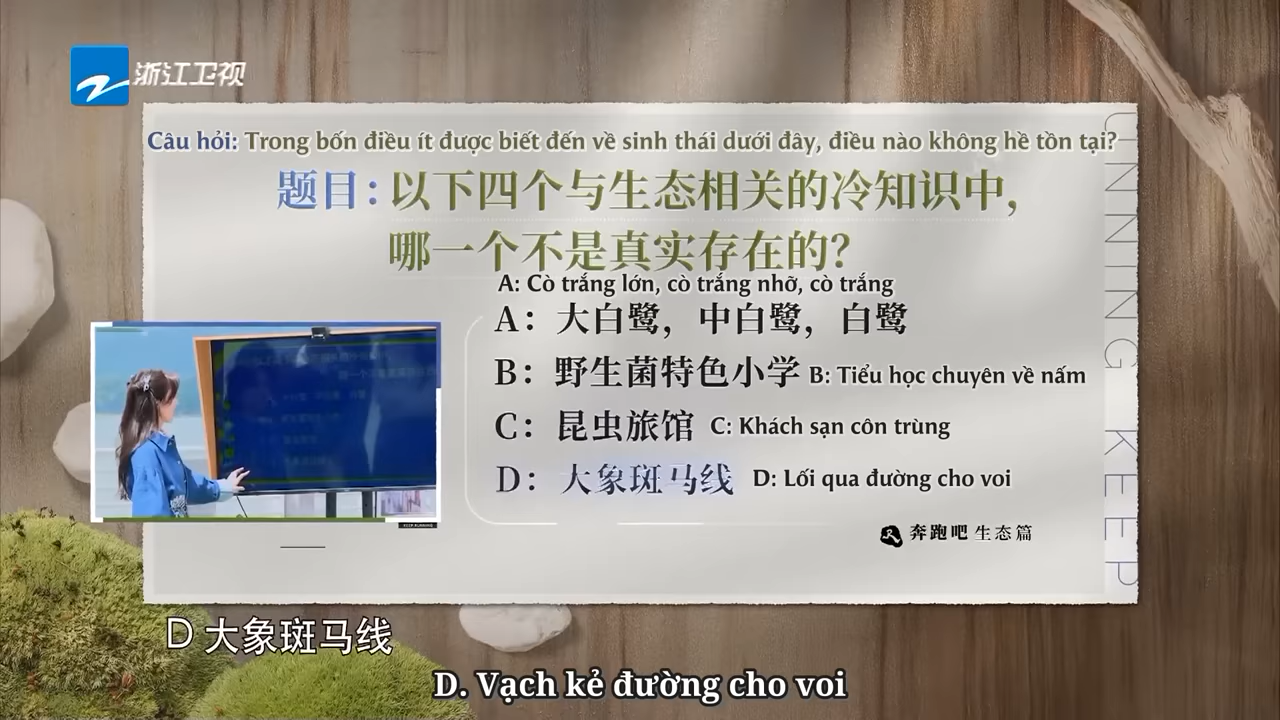 浙江卫视
Câu hỏi: Trong bốn điều ít được biết đến về sinh thái dưới đây, điều nào không hề tồn tại?
题目：以下四个与生态相关的冷知识中，
哪一个不是真实存在的？
A: Cò trắng lớn, cò trắng nhỡ, cò trắng
A：大白鹭，中白鹭，白鹭
B：野生菌特色小学 B: Tiểu học chuyên về nấm
C：昆虫旅馆 C: Khách sạn côn trùng
D：大象斑马线 D: Lối qua đường cho voi
奔跑吧 生态篇
UNNING KEEP
D 大象斑马线
D. Vạch kẻ đường cho voi